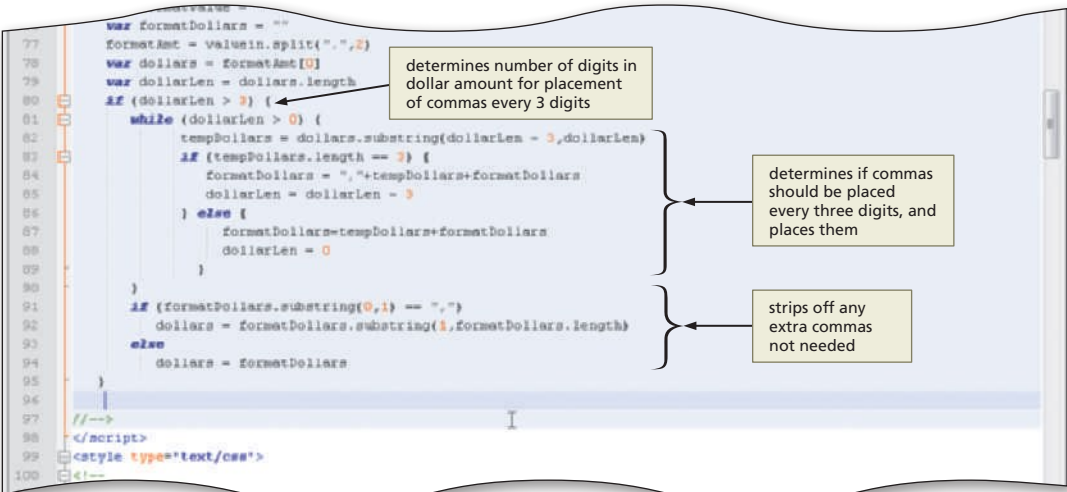 var formatDollars = ""
77 formatAmt = valuein.split(".",2)
78 var dollars = formatAmt[0]
79 var dollarLen = dollars.length
80 if (dollarLen > 3) {
81 while (dollarLen > 0) {
82 tempDollars = dollars.substring(dollarLen - 3,dollarLen)
83 if (tempDollars.length == 3) {
84 formatDollars = ","+tempDollars+formatDollars
85 dollarLen = dollarLen - 3
86 } else {
87 formatDollars=tempDollars+formatDollars
88 dollarLen = 0
89 }
90 }
91 if (formatDollars.substring(0,1) == ",")
92 dollars = formatDollars.substring(1,formatDollars.length)
93 else
94 dollars = formatDollars
95 }
96
97 //-->
98 </script>
99 <style type="text/css">
100 <!--
determines number of digits in
dollar amount for placement
of commas every 3 digits
determines if commas
should be placed
every three digits, and
places them
strips off any
extra commas
not needed